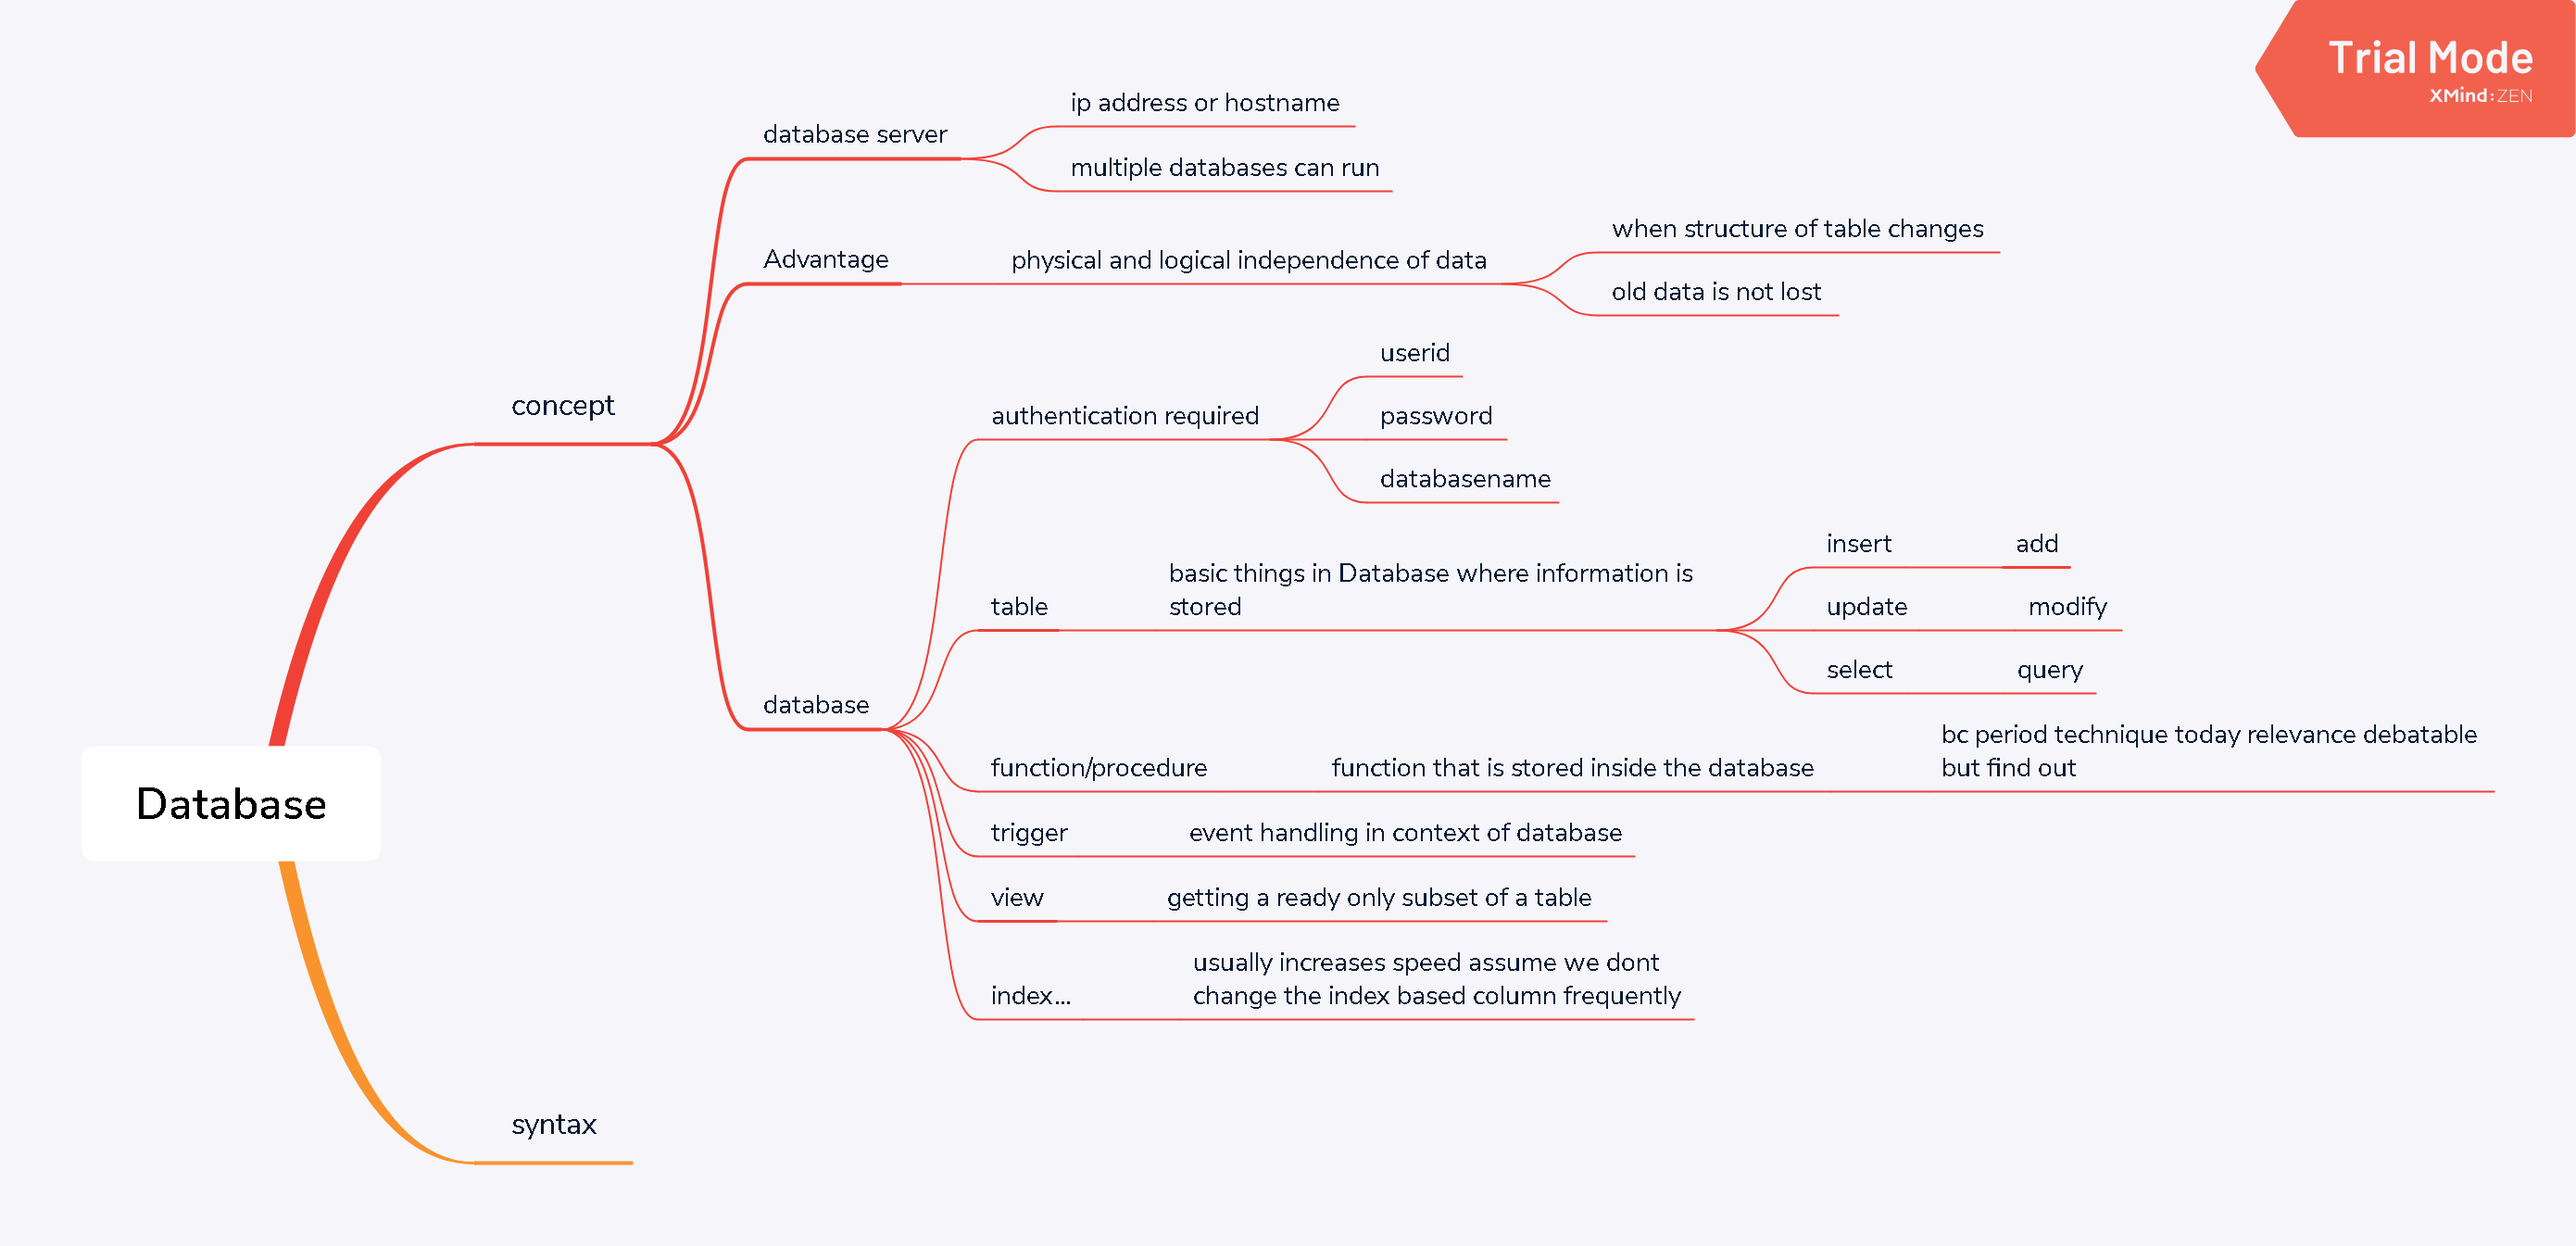 Trial Mode
XMind:ZEN
ip address or hostname
database server
multiple databases can run
when structure of table changes
Advantage
physical and logical independence of data
old data is not lost
userid
concept
authentication required
password
databasename
insert
add
basic things in Database where information is
stored
table
update
modify
select
query
database
bc period technique today relevance debatable
but find out
function/procedure
function that is stored inside the database
Database
trigger
event handling in context of database
view
getting a ready only subset of a table
usually increases speed assume we dont
change the index based column frequently
index...
syntax